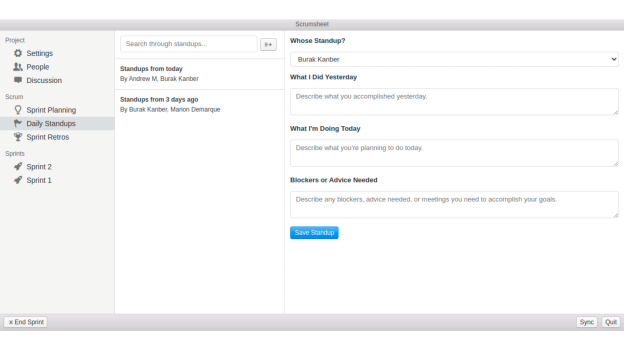 Scrumsheet
Project
Settings
People
Discussion
Scrum
Sprint Planning
Daily Standups
Sprint Retros
Sprints
Sprint 2
Sprint 1
Search through standups...
Standups from today
By Andrew M, Burak Kanber
Standups from 3 days ago
By Burak Kanber, Marion Demarque
Whose Standup?
Burak Kanber
What I Did Yesterday
Describe what you accomplished yesterday.
What I'm Doing Today
Describe what you're planning to do today.
Blockers or Advice Needed
Describe any blockers, advice needed, or meetings you need to accomplish your goals.
Save Standup
x End Sprint
Sync
Quit